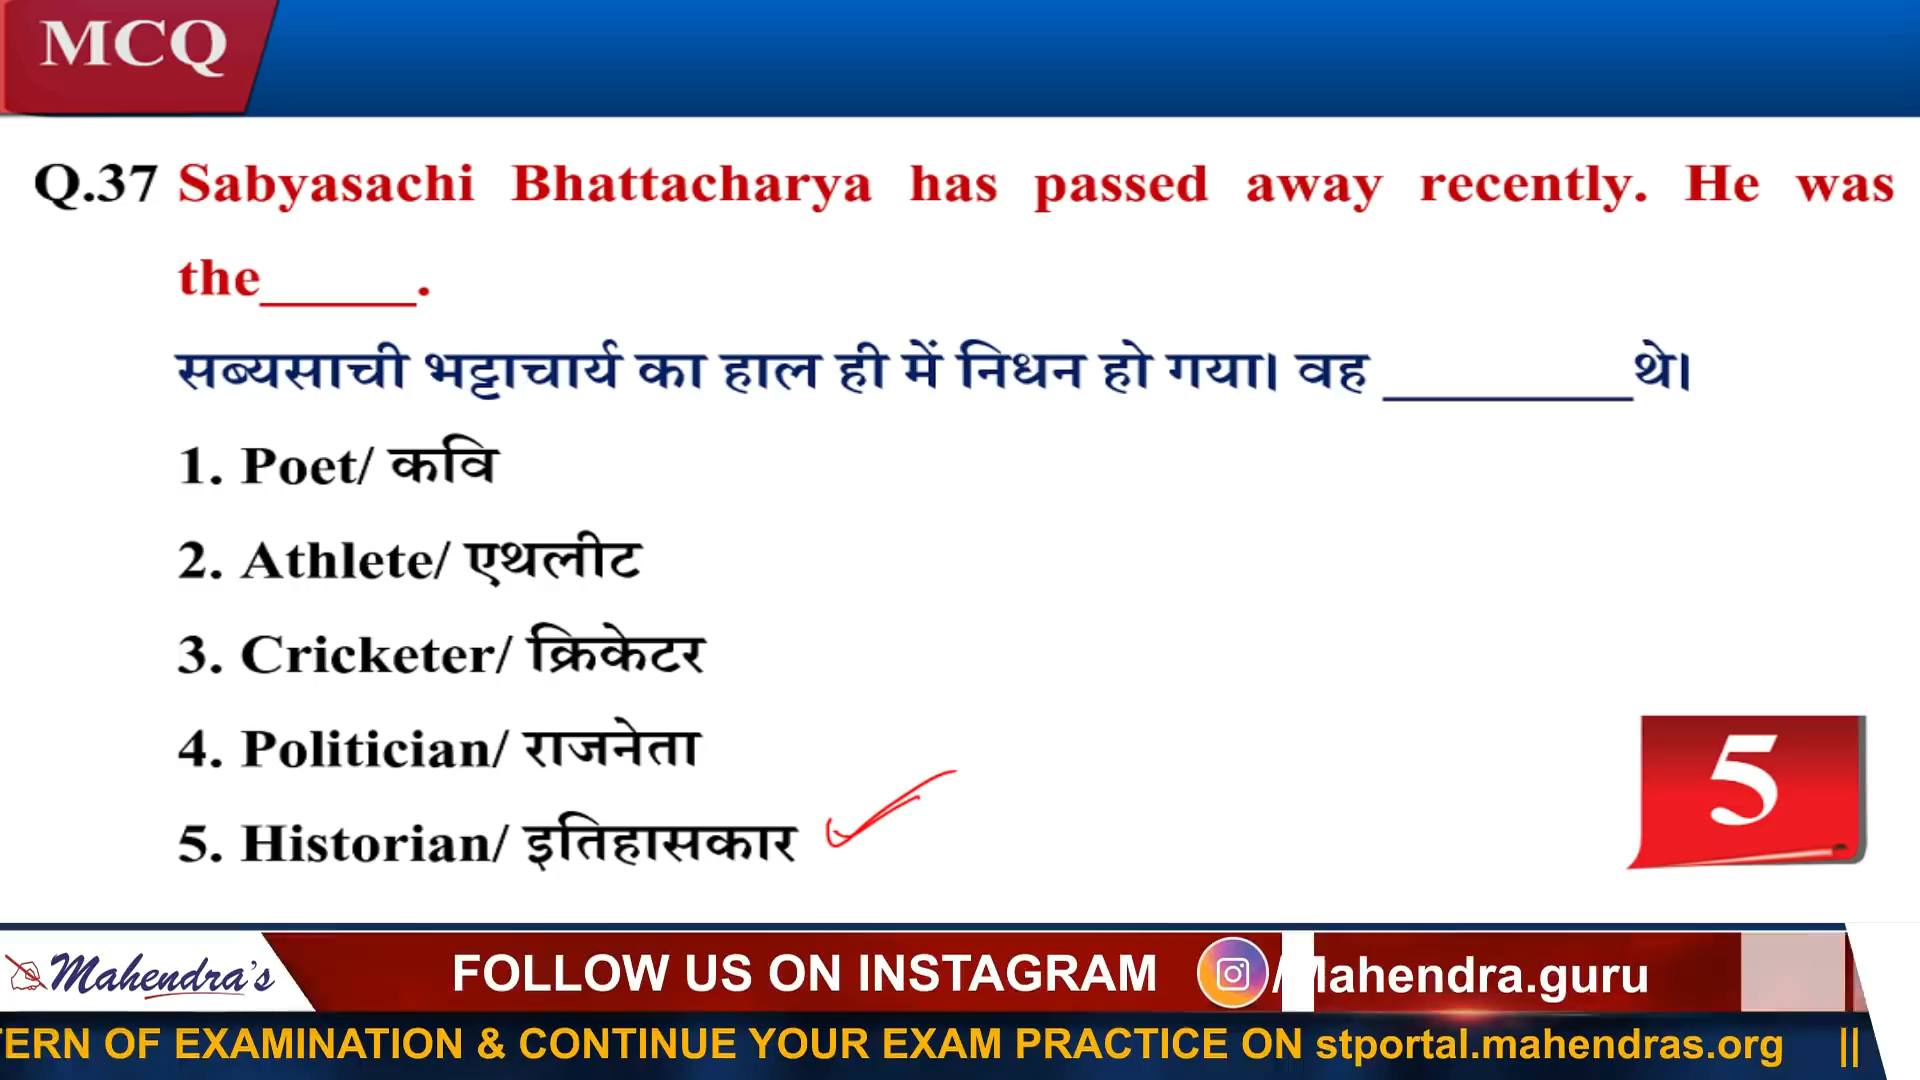 MCQ
Q.37 Sabyasachi Bhattacharya has passed away recently. He was
the_____.
सब्यसाची भट्टाचार्य का हाल ही में निधन हो गया। वह ________थे।
1. Poet/ कवि
2. Athlete/ एथलीट
3. Cricketer/ क्रिकेटर
4. Politician/ राजनेता
5. Historian/ इतिहासकार
5
Mahendra's
FOLLOW US ON INSTAGRAM /Mahendra.guru
TERN OF EXAMINATION & CONTINUE YOUR EXAM PRACTICE ON stportal.mahendras.org ||